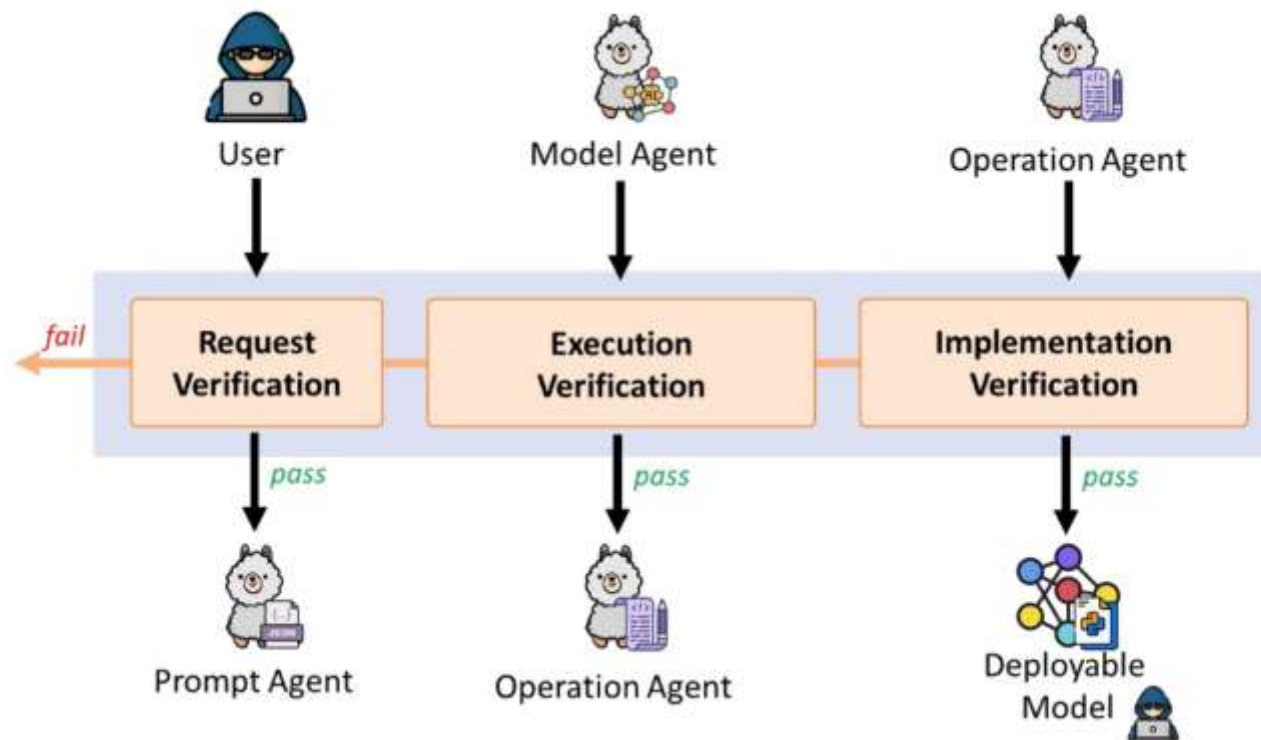 User
Model Agent
Operation Agent
fail
Request
Verification
Execution
Verification
Implementation
Verification
pass
pass
pass
Prompt Agent
Operation Agent
Deployable
Model